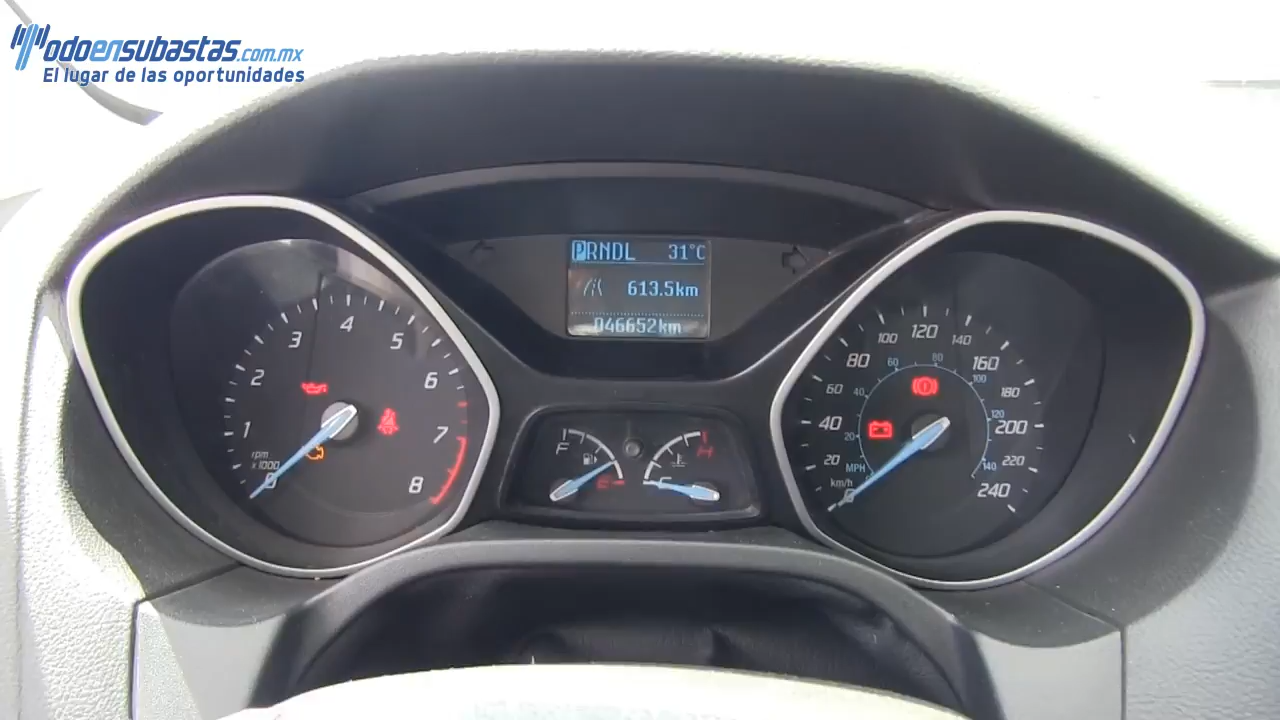 Todoensubastas.com.mx
El lugar de las oportunidades
PRNDL 31°C
613.5km
046652km
0 1 2 3 4 5 6 7 8
rpm
x 1000
F E
H C
0 20 40 60 80 100 120 140 160 180 200 220 240
km/h
20 40 60 80 100 120 140
MPH